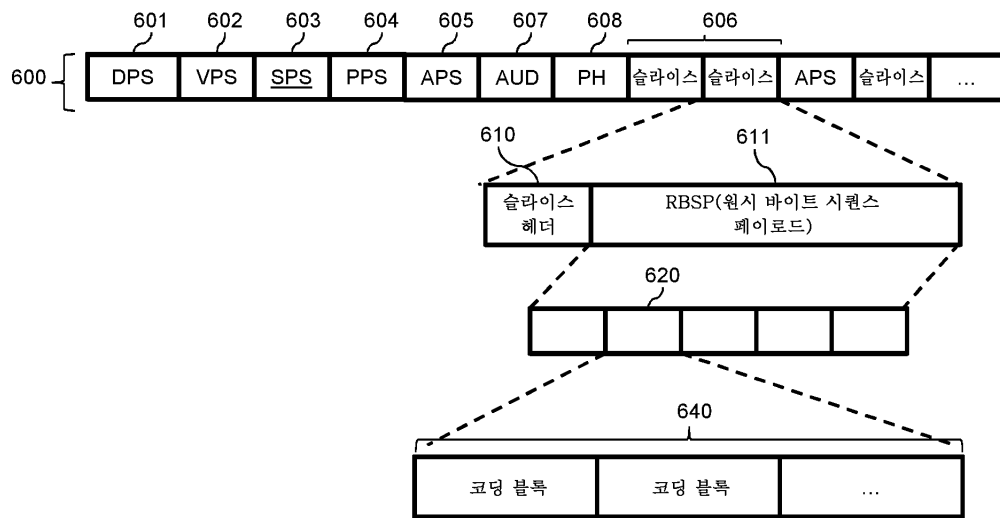 601 602 603 604 605 607 608 606
600
DPS VPS SPS PPS APS AUD PH 슬라이스 슬라이스 APS 슬라이스 ...
610 611
슬라이스
헤더
RBSP(원시 바이트 시퀀스
페이로드)
620
640
코딩 블록 코딩 블록 ...